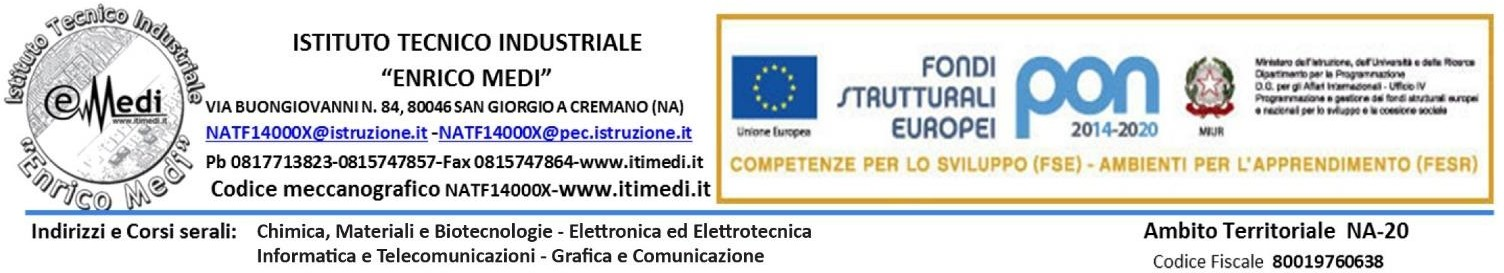 Istituto Tecnico Industriale
e Medi
www.itimedi.it
"Enrico Medi"
ISTITUTO TECNICO INDUSTRIALE
“ENRICO MEDI”
VIA BUONGIOVANNI N. 84, 80046 SAN GIORGIO A CREMANO (NA)
NATF14000X@istruzione.it -NATF14000X@pec.istruzione.it
Pb 0817713823-0815747857-Fax 0815747864-www.itimedi.it
Codice meccanografico NATF14000X-www.itimedi.it
Unione Europea
FONDI
STRUTTURALI
EUROPEI
pon
2014-2020
MIUR
Ministero dell'Istruzione, dell'Università e della Ricerca
Dipartimento per la Programmazione
D.G. per gli Affari Internazionali - Ufficio IV
Programmazione e gestione dei fondi strutturali europei
e nazionali per lo sviluppo e la coesione sociale
COMPETENZE PER LO SVILUPPO (FSE) - AMBIENTI PER L'APPRENDIMENTO (FESR)
Indirizzi e Corsi serali: Chimica, Materiali e Biotecnologie - Elettronica ed Elettrotecnica
Informatica e Telecomunicazioni - Grafica e Comunicazione
Ambito Territoriale NA-20
Codice Fiscale 80019760638